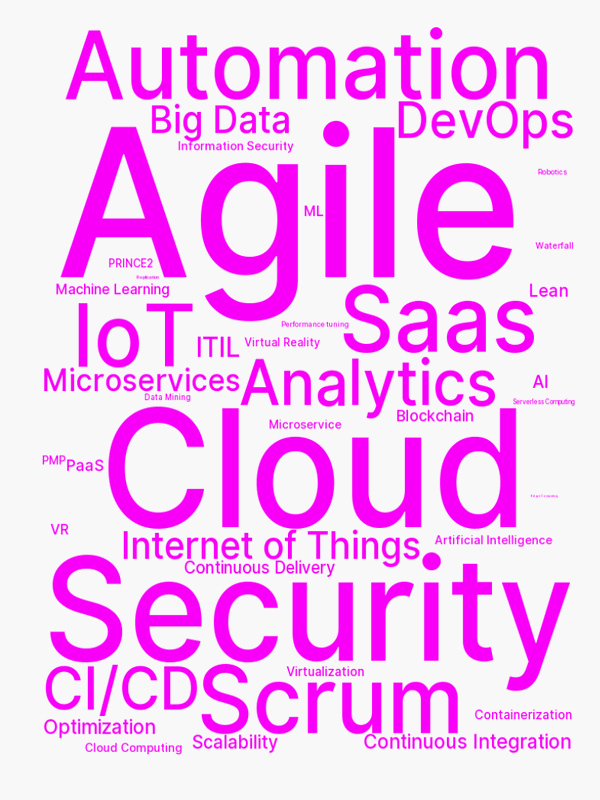 Automation
Big Data
DevOps
Information Security
Agile
Robotics
ML
Waterfall
PRINCE2
Replication
Machine Learning
Lean
IoT
Saas
Performance tuning
ITIL
Virtual Reality
Microservices
Analytics
AI
Data Mining
Serverless Computing
Cloud
Blockchain
Microservice
PMP
PaaS
VR
Internet of Things
Artificial Intelligence
Continuous Delivery
Security
CI/CD
Scrum
Virtualization
Containerization
Optimization
Scalability
Continuous Integration
Cloud Computing